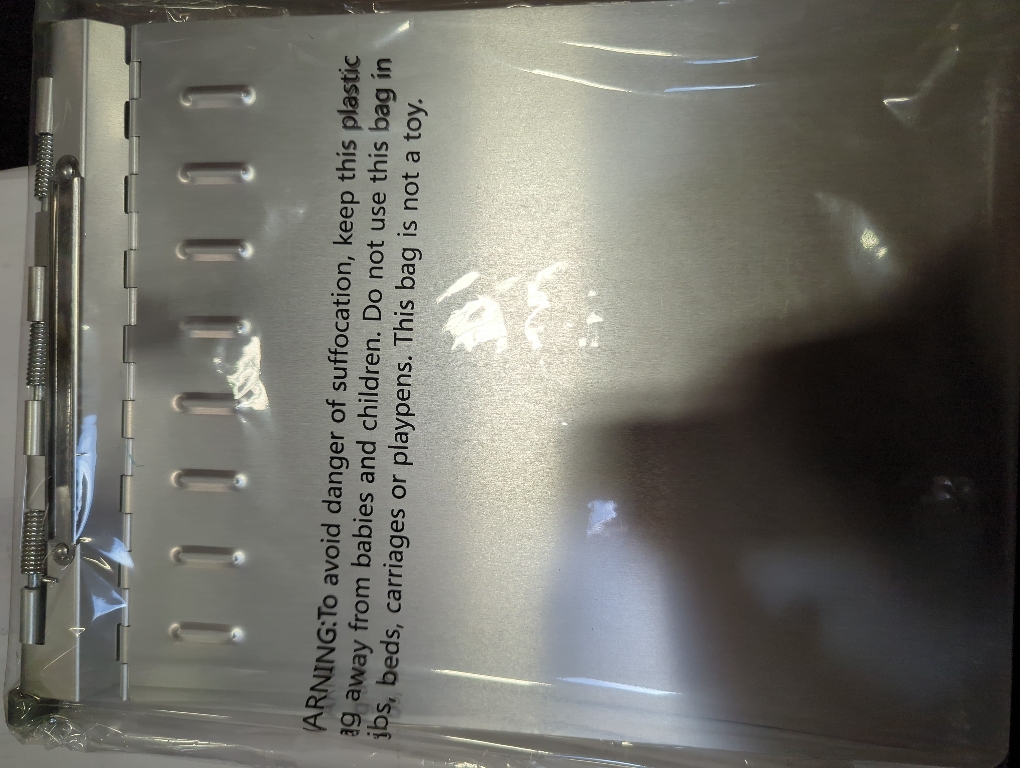 ARNING:To avoid danger of suffocation, keep this plastic
ag away from babies and children. Do not use this bag in
ibs, beds, carriages or playpens. This bag is not a toy.